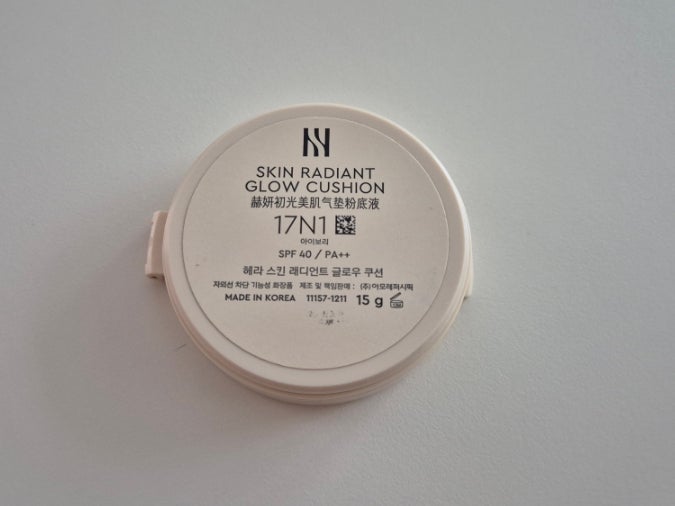 SKIN RADIANT
GLOW CUSHION
赫妍初光美肌气垫粉底液
17N1
아이보리
SPF 40 / PA++
헤라 스킨 래디언트 글로우 쿠션
자외선 차단 기능성 화장품 제조 및 책임판매 : (주)아모레퍼시픽
MADE IN KOREA 11157-1211 15 g